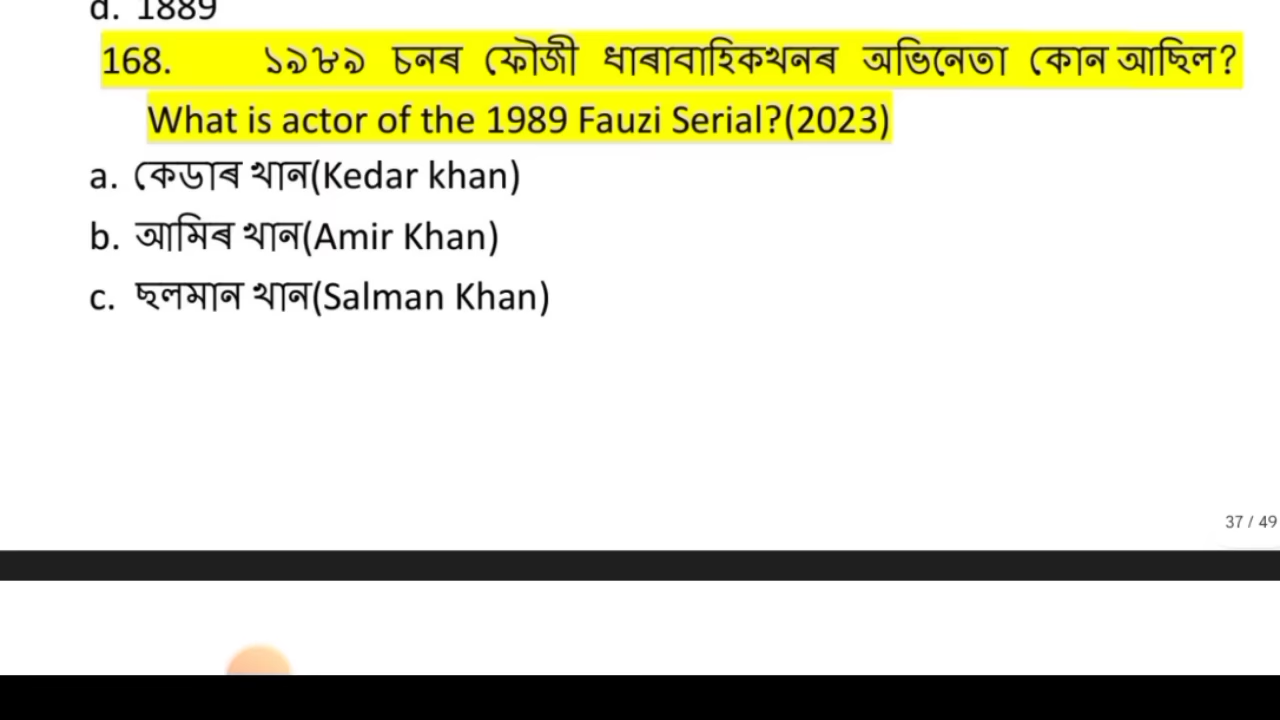 d. 1889
168. ১৯৮৯ চনৰ ফৌজী ধাৰাবাহিকখনৰ অভিনেতা কোন আছিল?
What is actor of the 1989 Fauzi Serial?(2023)
a. কেডাৰ খান(Kedar khan)
b. আমিৰ খান(Amir Khan)
c. ছলমান খান(Salman Khan)
37 / 49